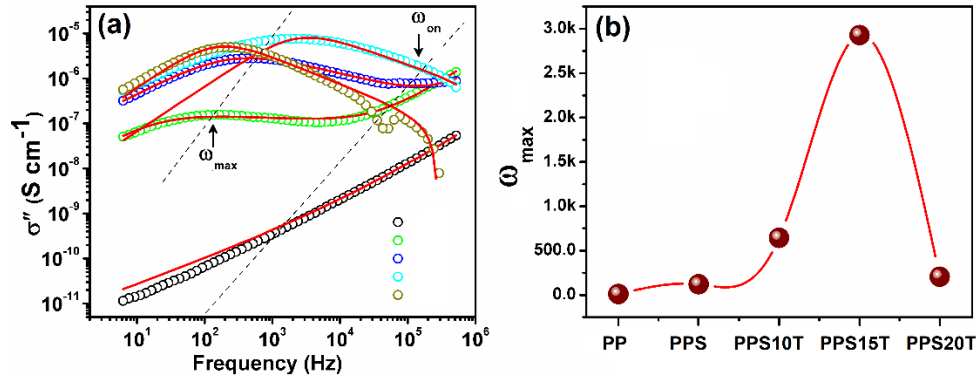 (a)
σ″ (S cm⁻¹)
10⁻⁵
10⁻⁶
10⁻⁷
10⁻⁸
10⁻⁹
10⁻¹⁰
10⁻¹¹
ω_on
ω_max
10¹ 10² 10³ 10⁴ 10⁵ 10⁶
Frequency (Hz)
(b)
ω_max
3.0k
2.5k
2.0k
1.5k
1.0k
500.0
0.0
PP PPS PPS10T PPS15T PPS20T